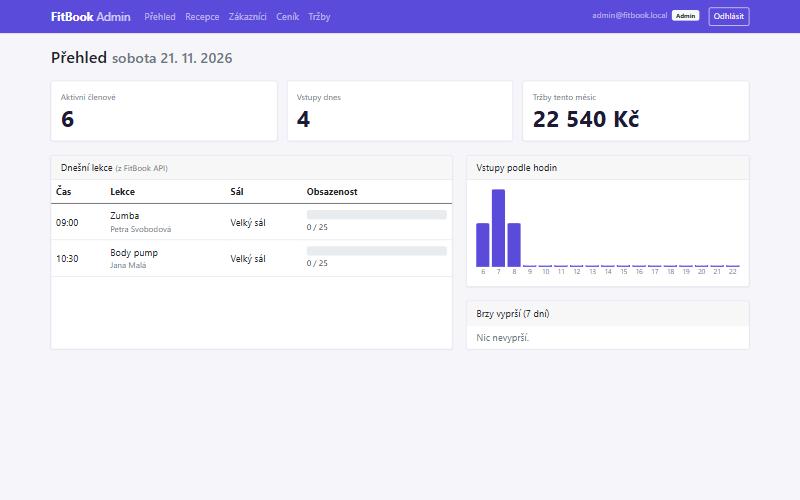 FitBook Admin Přehled Recepce Zákazníci Ceník Tržby admin@fitbook.local Admin Odhlásit
Přehled sobota 21. 11. 2026
Aktivní členové
6
Vstupy dnes
4
Tržby tento měsíc
22 540 Kč
Dnešní lekce (z FitBook API)
Čas Lekce Sál Obsazenost
09:00 Zumba Velký sál
Petra Svobodová 0 / 25
10:30 Body pump Velký sál
Jana Malá 0 / 25
Vstupy podle hodin
6 7 8 9 10 11 12 13 14 15 16 17 18 19 20 21 22
Brzy vyprší (7 dní)
Nic nevyprší.